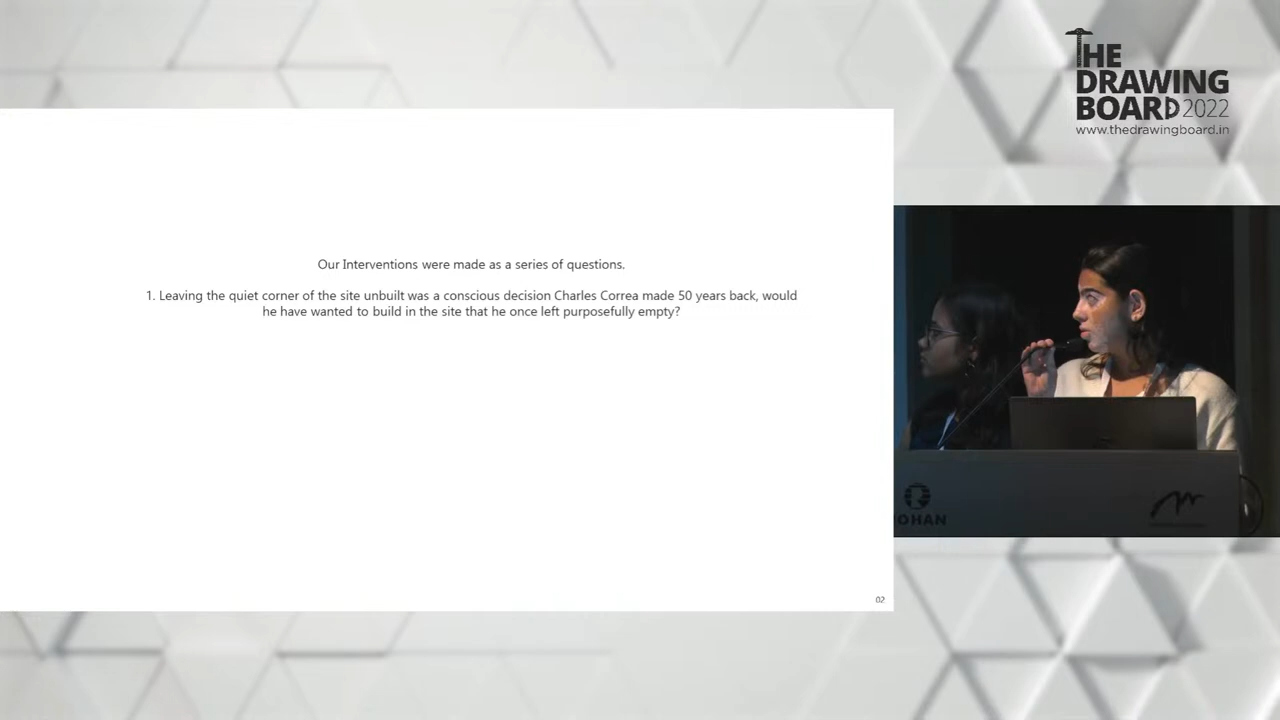 THE
DRAWING
BOARD 2022
www.thedrawingboard.in
Our Interventions were made as a series of questions.
1. Leaving the quiet corner of the site unbuilt was a conscious decision Charles Correa made 50 years back, would
he have wanted to build in the site that he once left purposefully empty?
OHAN
02